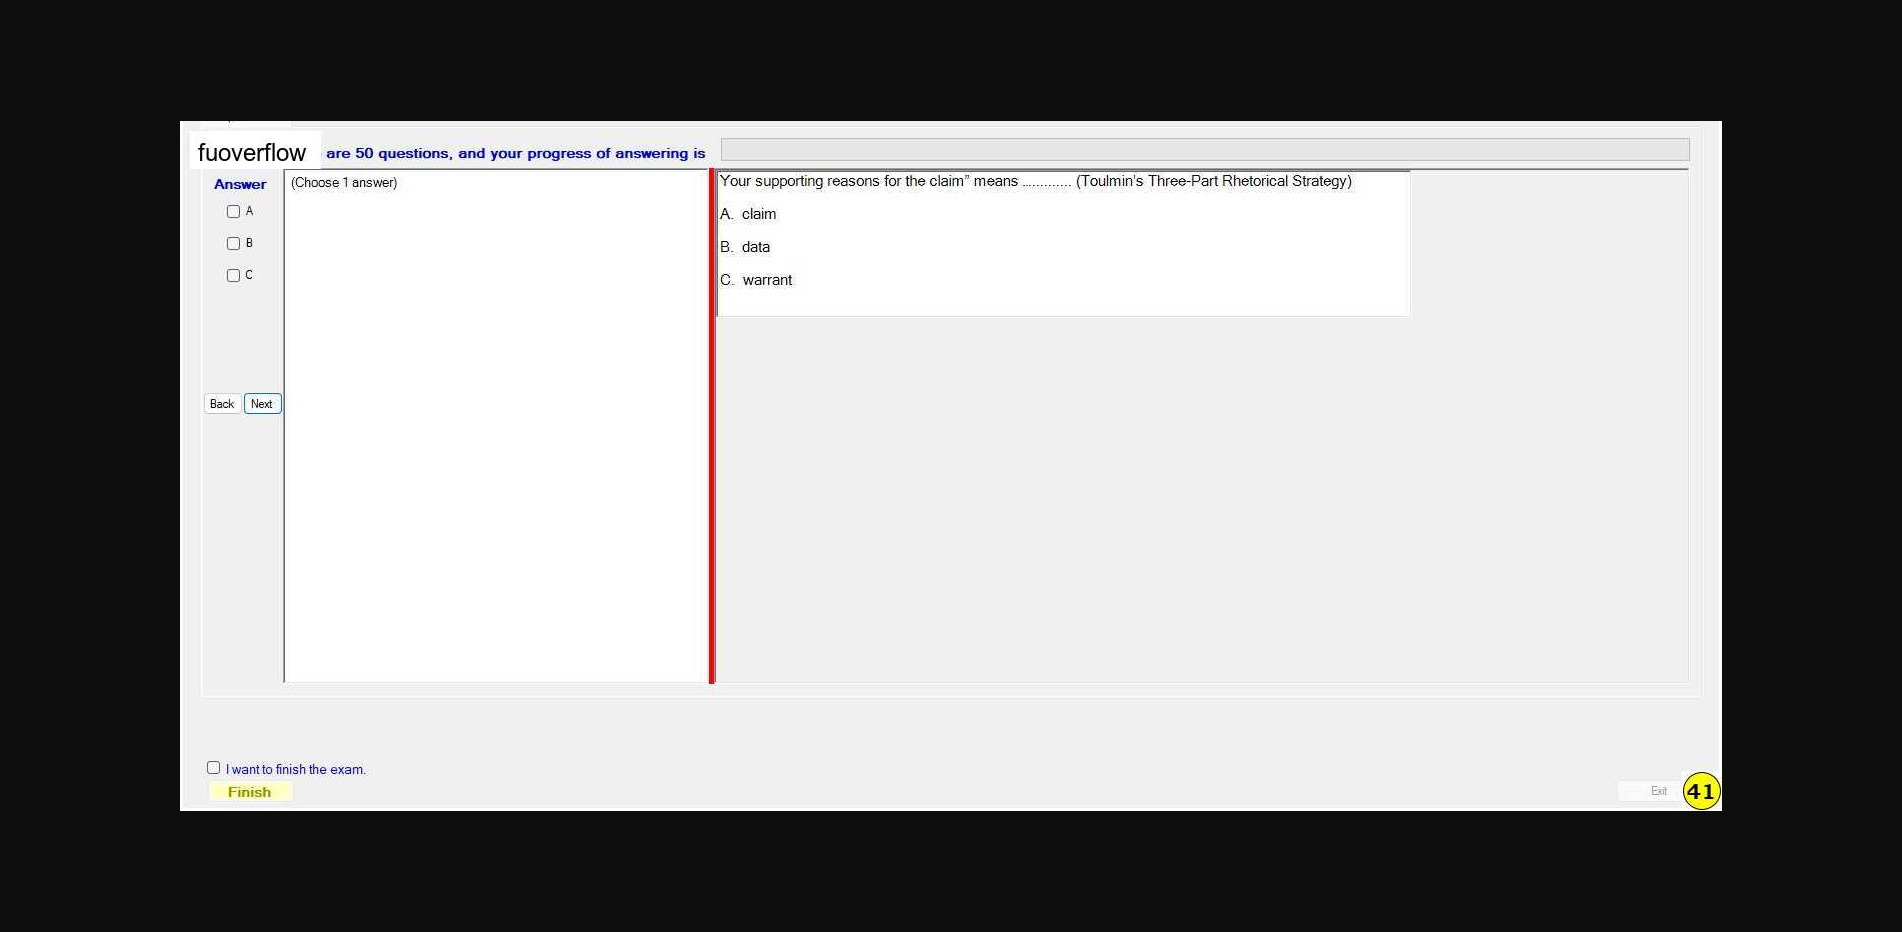 fuoverflow are 50 questions, and your progress of answering is
Answer
(Choose 1 answer)
A
B
C
Back Next
Your supporting reasons for the claim” means ............. (Toulmin's Three-Part Rhetorical Strategy)
A. claim
B. data
C. warrant
I want to finish the exam.
Finish
Exit
41